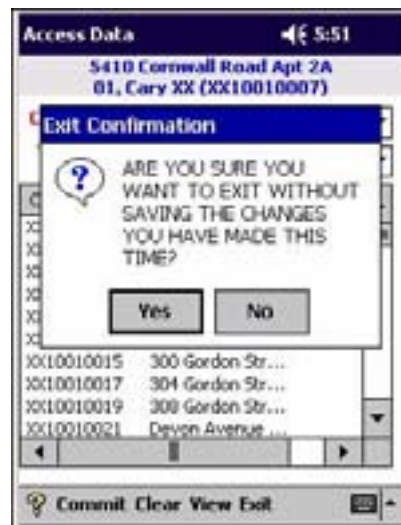 Access Data 5:51
5410 Cornwall Road Apt 2A
01, Cary XX (XX10010007)
Exit Confirmation
ARE YOU SURE YOU
WANT TO EXIT WITHOUT
SAVING THE CHANGES
YOU HAVE MADE THIS
TIME?
Yes No
XX10010015 300 Gordon Str...
XX10010017 304 Gordon Str...
XX10010019 308 Gordon Str...
XX10010021 Devon Avenue ...
Commit Clear View Exit